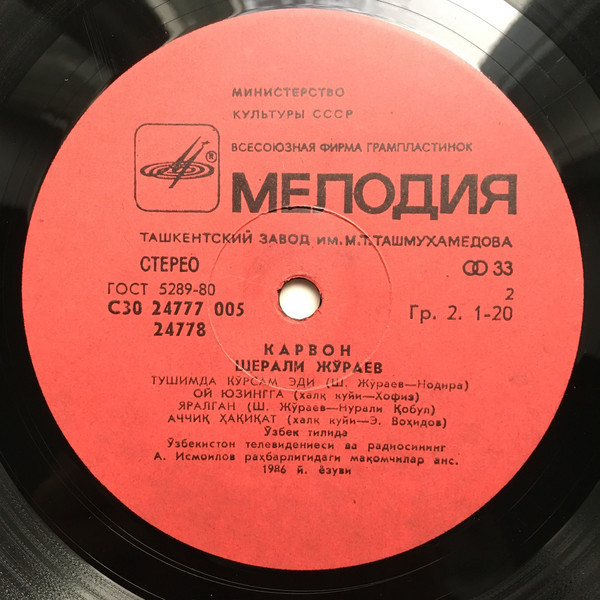 МИНИСТЕРСТВО
КУЛЬТУРЫ СССР
ВСЕСОЮЗНАЯ ФИРМА ГРАМПЛАСТИНОК
®
МЕЛОДИЯ
ТАШКЕНТСКИЙ ЗАВОД ИМ. М.Т. ТАШМУХАМЕДОВА
СТЕРЕО 33
ГОСТ 5289-80 2
С30 24777 005 Гр. 2. 1-20
24778
КАРВОН
ШЕРАЛИ ЖЎРАЕВ
ТУШИМДА КЎРСАМ ЭДИ (Ш. Жўраев—Нодира)
ОЙ ЮЗИНГГА (халқ куйи—Хофиз)
ЯРАЛГАН (Ш. Жўраев—Нурали Қобул)
АЧЧИҚ ҲАҚИҚАТ (халк куйи—Э. Воҳидов)
Ўзбек тилида
Ўзбекистон телевидениеси ва радиосининг
А. Исмоилов раҳбарлигидаги мақомчилар анс.
1986 й. ёзуви